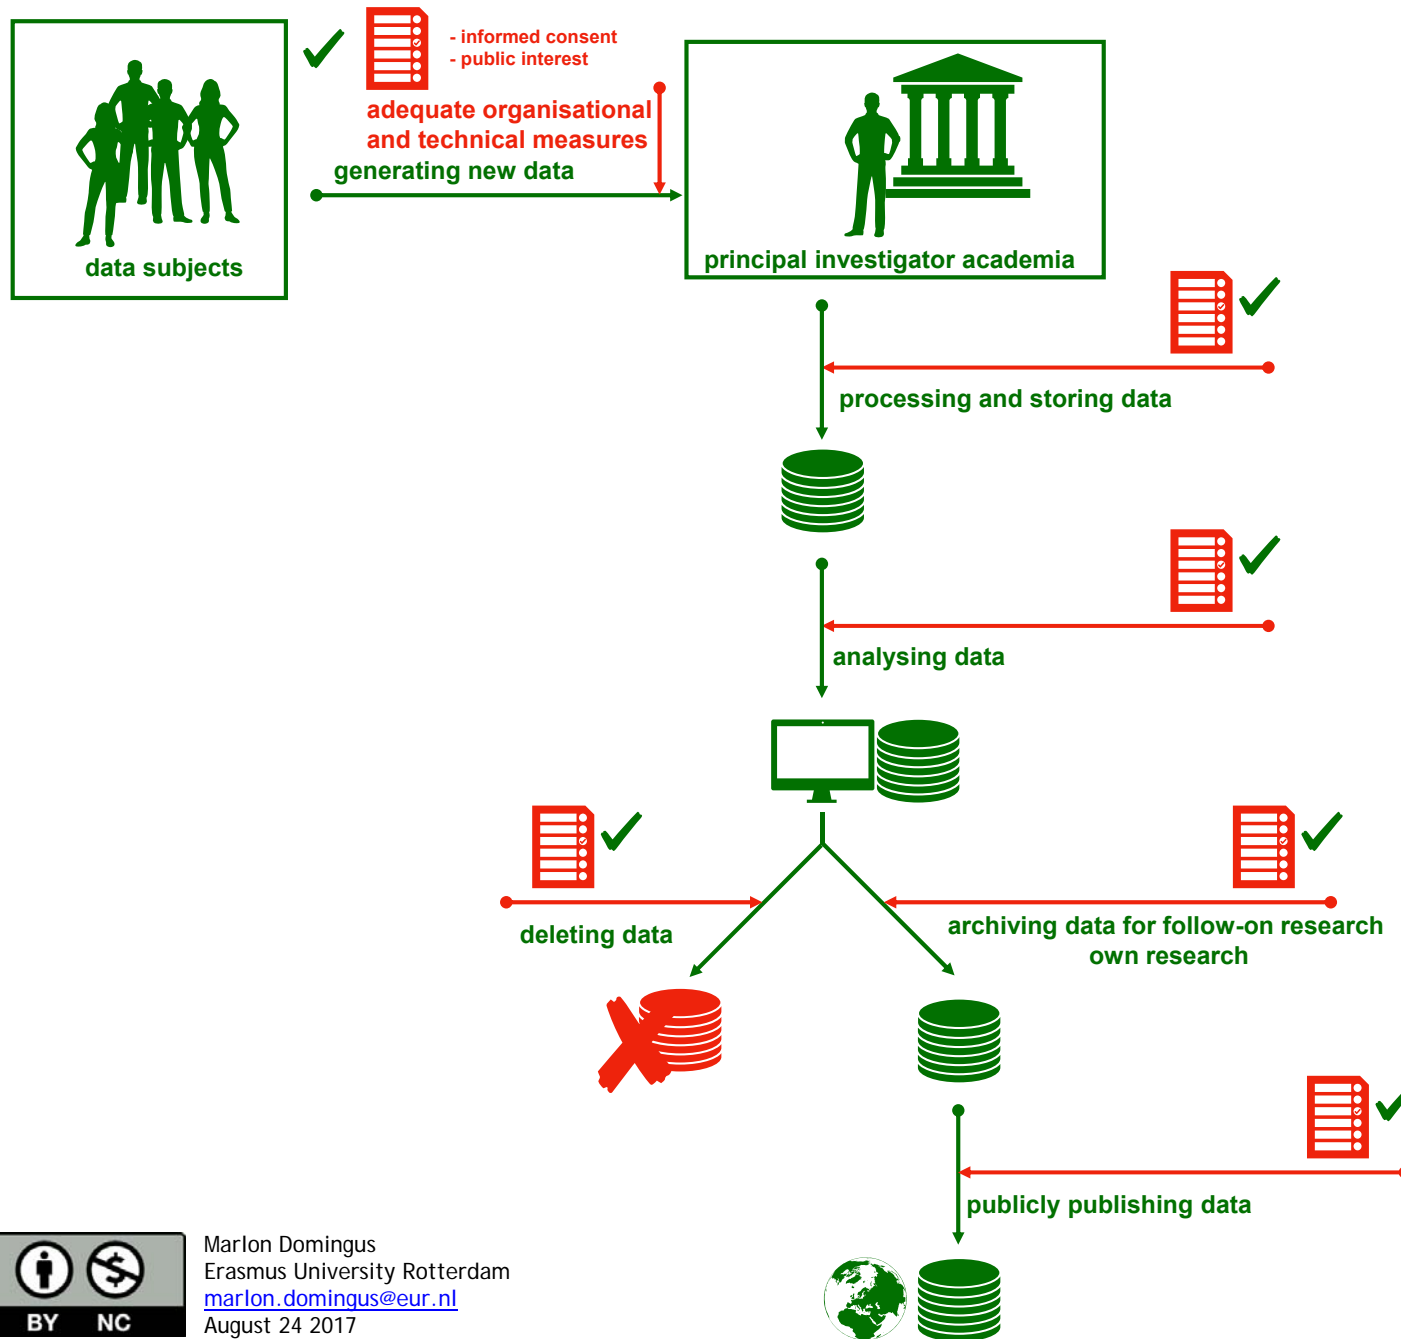 - informed consent
- public interest
adequate organisational
and technical measures
generating new data
data subjects
principal investigator academia
processing and storing data
analysing data
deleting data
archiving data for follow-on research
own research
publicly publishing data
BY NC
Marlon Domingus
Erasmus University Rotterdam
marlon.domingus@eur.nl
August 24 2017